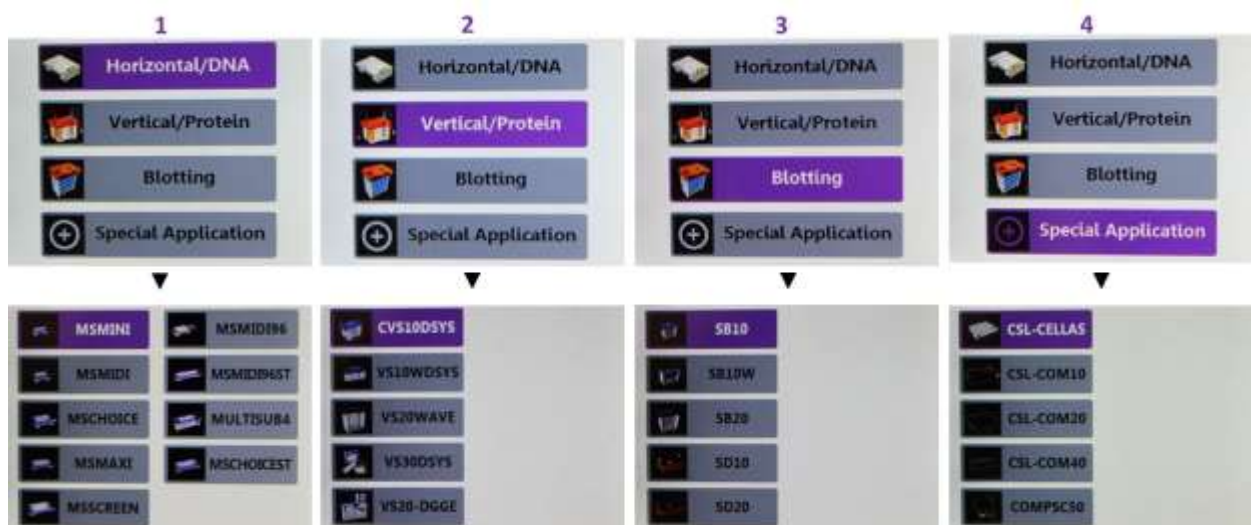 1
Horizontal/DNA
Vertical/Protein
Blotting
Special Application
▼
MSMINI
MSMIDI
MSCHOICE
MSMAXI
MSSCREEN
MSMIDI96
MSMIDI96ST
MULTISUB4
MSCHOICEST
2
Horizontal/DNA
Vertical/Protein
Blotting
Special Application
▼
CVS10DSYS
VS10WDSYS
VS20WAVE
VS30DSYS
VS20-DGGE
3
Horizontal/DNA
Vertical/Protein
Blotting
Special Application
▼
SB10
SB10W
SB20
SD10
SD20
4
Horizontal/DNA
Vertical/Protein
Blotting
Special Application
▼
CSL-CELLAS
CSL-COM10
CSL-COM20
CSL-COM40
COMPSC50